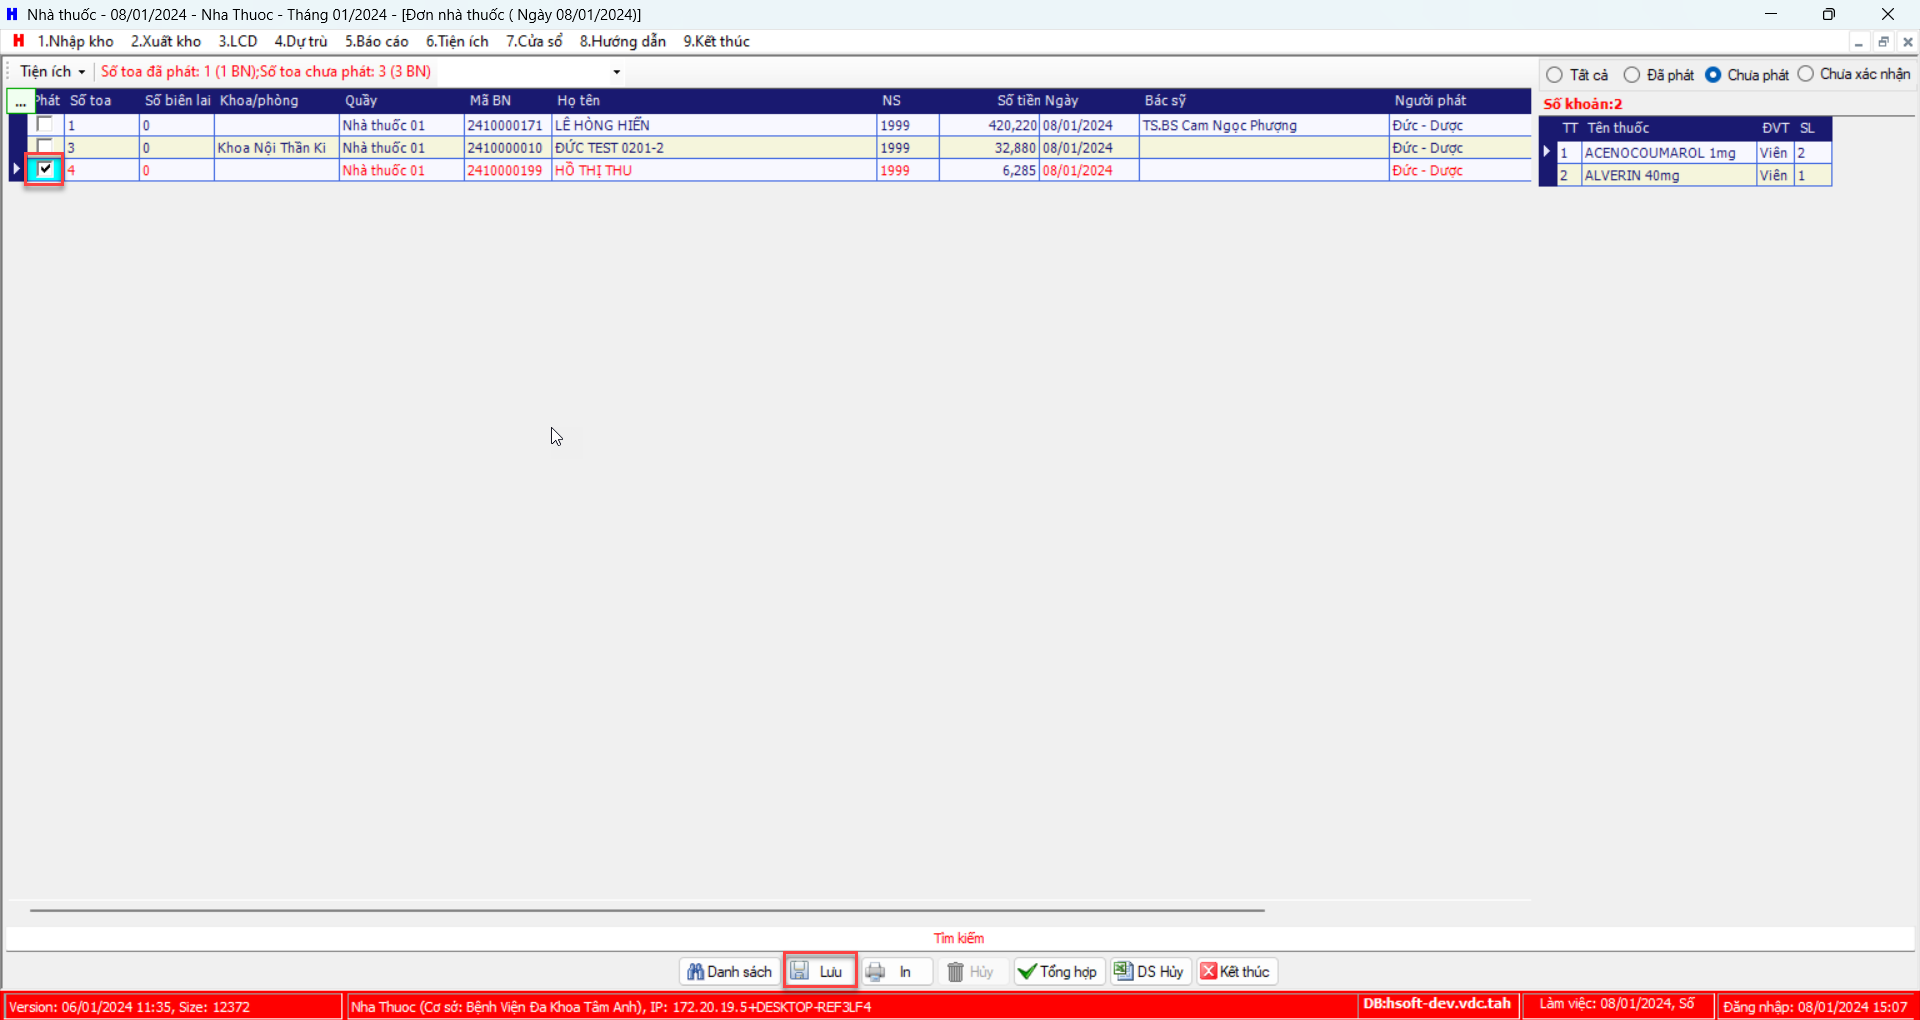 Nhà thuốc - 08/01/2024 - Nha Thuoc - Tháng 01/2024 - [Đơn nhà thuốc ( Ngày 08/01/2024)]
1.Nhập kho 2.Xuất kho 3.LCD 4.Dự trù 5.Báo cáo 6.Tiện ích 7.Cửa sổ 8.Hướng dẫn 9.Kết thúc
Tiện ích Số toa đã phát: 1 (1 BN);Số toa chưa phát: 3 (3 BN)
Tất cả Đã phát Chưa phát Chưa xác nhận
... Phát Số toa Số biên lai Khoa/phòng Quầy Mã BN Họ tên NS Số tiền Ngày Bác sỹ Người phát
1 0 Nhà thuốc 01 2410000171 LÊ HÒNG HIẾN 1999 420,220 08/01/2024 TS.BS Cam Ngọc Phượng Đức - Dược
3 0 Khoa Nội Thần Ki Nhà thuốc 01 2410000010 ĐỨC TEST 0201-2 1999 32,880 08/01/2024 Đức - Dược
4 0 Nhà thuốc 01 2410000199 HỒ THỊ THU 1999 6,285 08/01/2024 Đức - Dược
Số khoản:2
TT Tên thuốc ĐVT SL
1 ACENOCOUMAROL 1mg Viên 2
2 ALVERIN 40mg Viên 1
Tìm kiếm
Danh sách Lưu In Hủy Tổng hợp DS Hủy Kết thúc
Version: 06/01/2024 11:35, Size: 12372 Nha Thuoc (Cơ sở: Bệnh Viện Đa Khoa Tâm Anh), IP: 172.20.19.5+DESKTOP-REF3LF4 DB:hsoft-dev.vdc.tah Làm việc: 08/01/2024, Số Đăng nhập: 08/01/2024 15:07